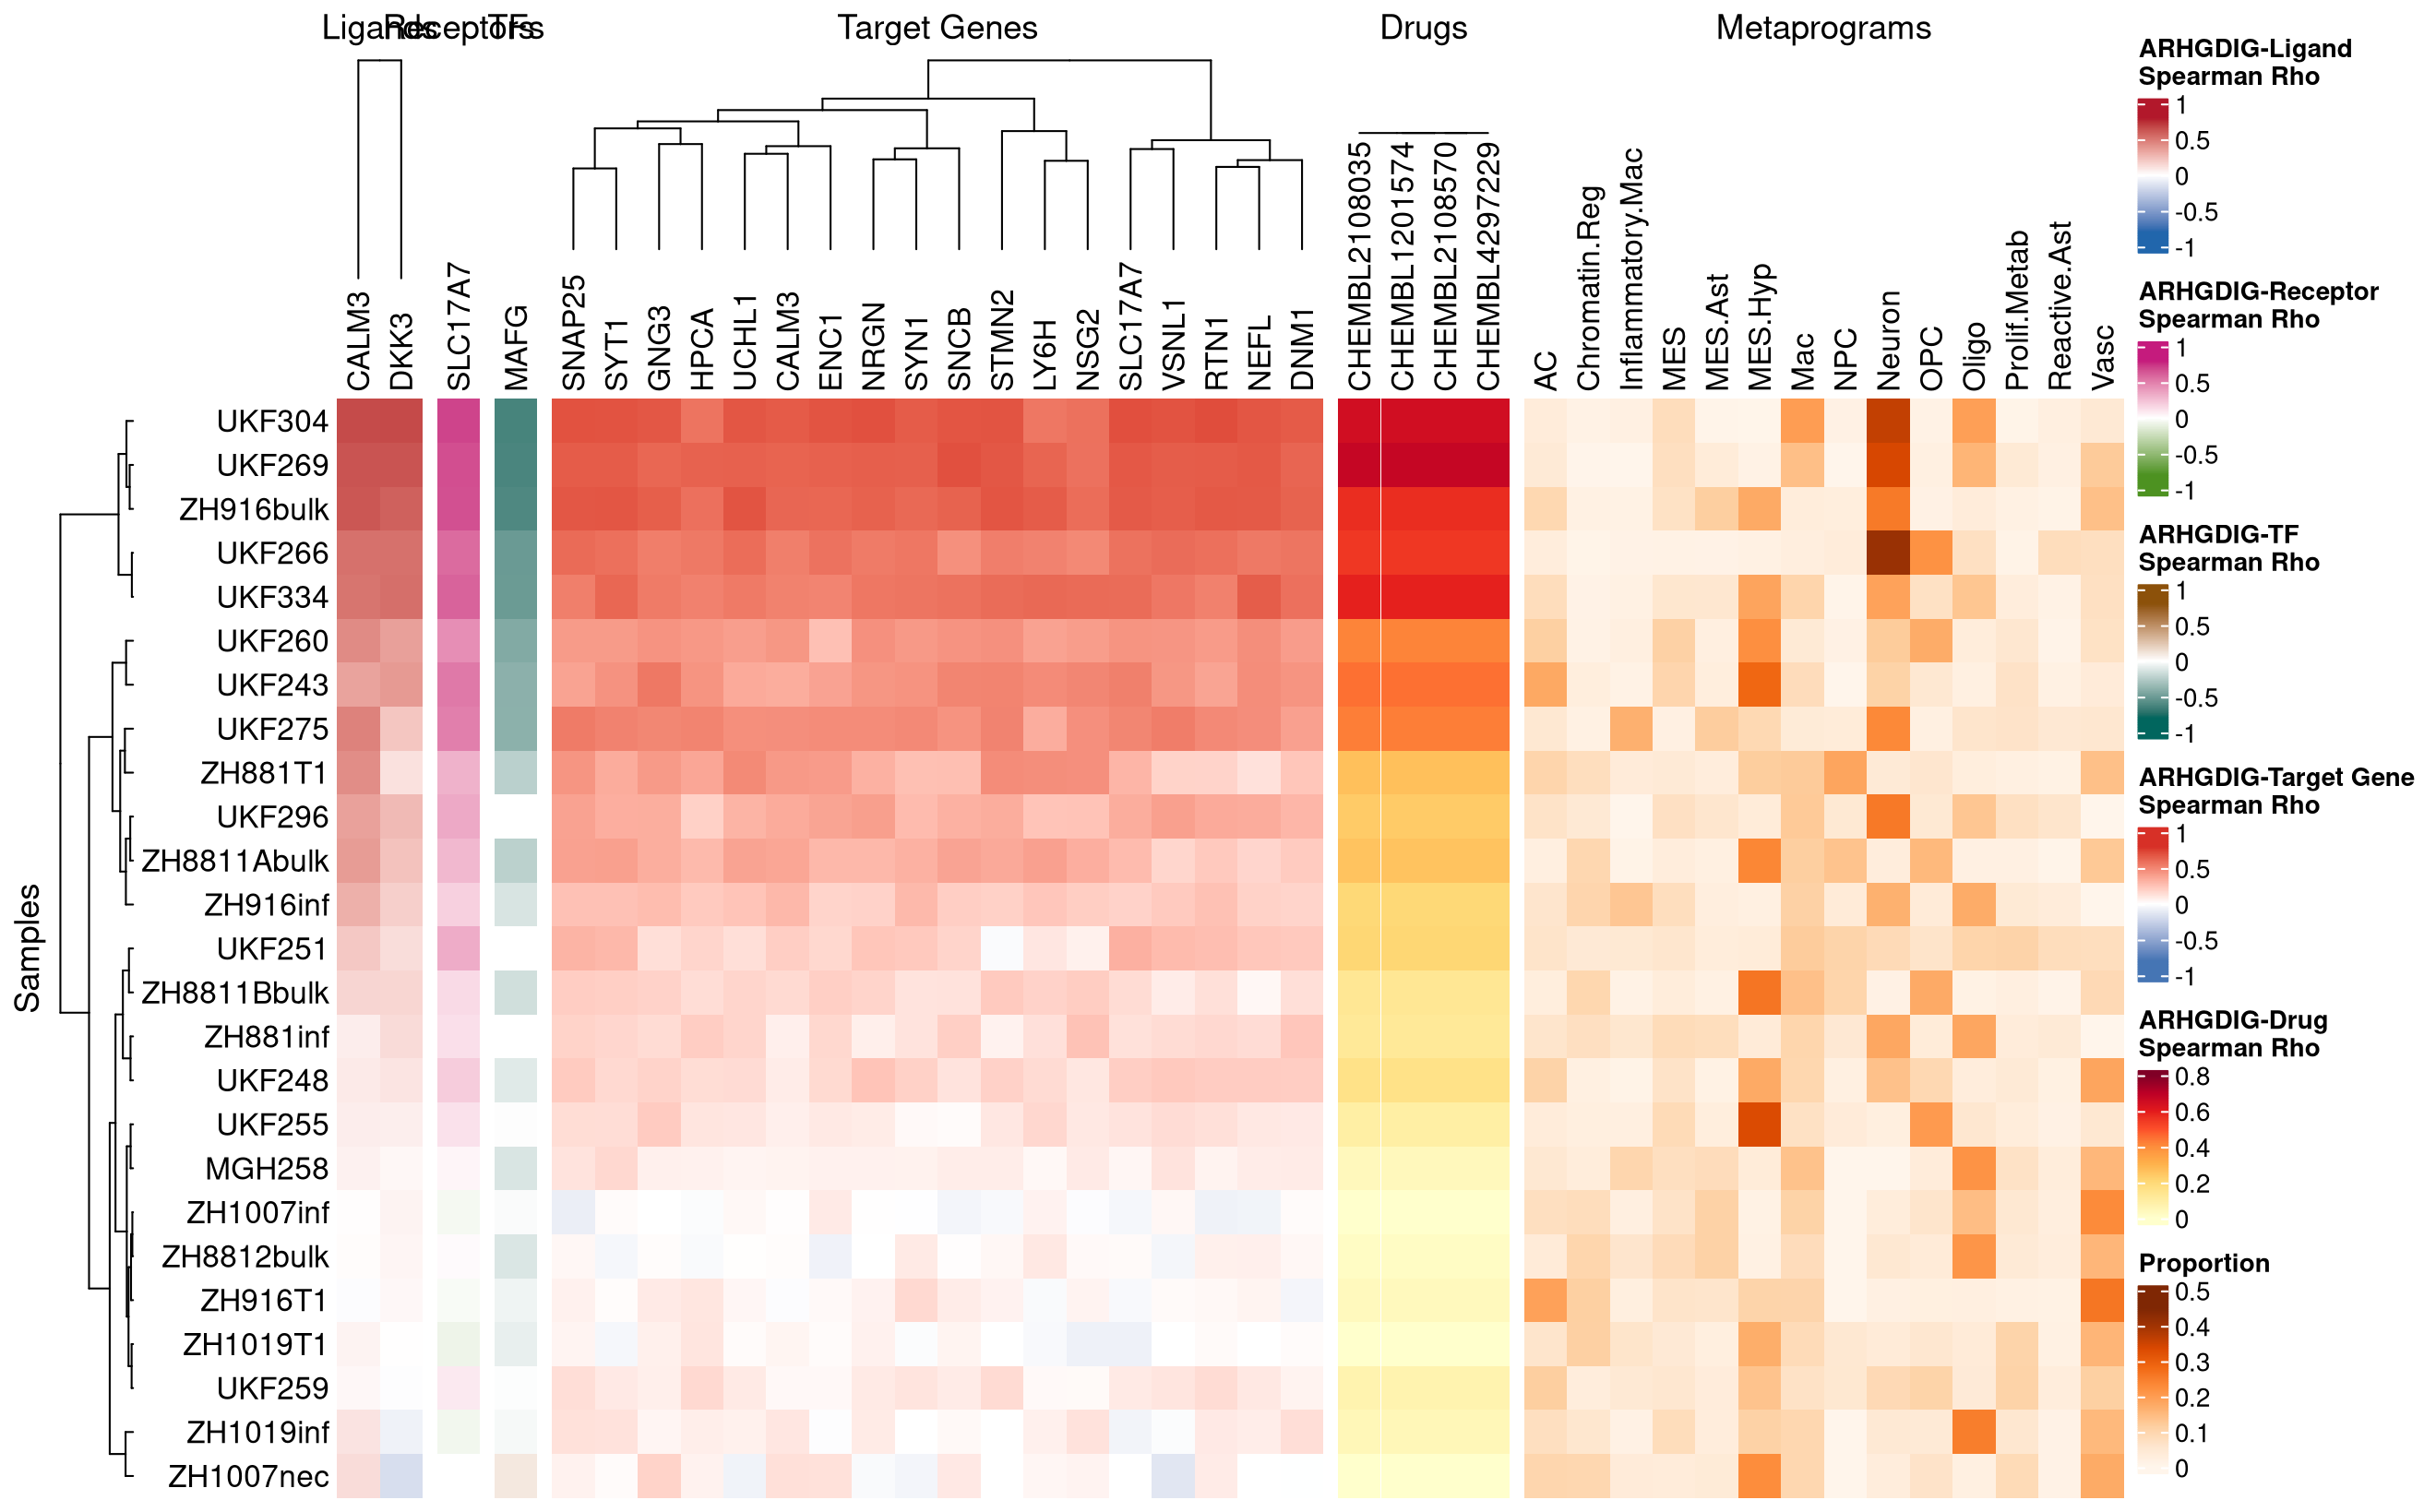 Ligands Receptors TFs Target Genes Drugs Metaprograms
CALM3 DKK3 SLC17A7 MAFG SNAP25 SYT1 GNG3 HPCA UCHL1 CALM3 ENC1 NRGN SYN1 SNCB STMN2 LY6H NSG2 SLC17A7 VSNL1 RTN1 NEFL DNM1 CHEMBL2108035 CHEMBL1201574 CHEMBL2108570 CHEMBL4297229 AC Chromatin.Reg Inflammatory.Mac MES MES.Ast MES.Hyp Mac NPC Neuron OPC Oligo Prolif.Metab Reactive.Ast Vasc
Samples
UKF304
UKF269
ZH916bulk
UKF266
UKF334
UKF260
UKF243
UKF275
ZH881T1
UKF296
ZH8811Abulk
ZH916inf
UKF251
ZH8811Bbulk
ZH881inf
UKF248
UKF255
MGH258
ZH1007inf
ZH8812bulk
ZH916T1
ZH1019T1
UKF259
ZH1019inf
ZH1007nec
ARHGDIG-Ligand
Spearman Rho
1
0.5
0
-0.5
-1
ARHGDIG-Receptor
Spearman Rho
1
0.5
0
-0.5
-1
ARHGDIG-TF
Spearman Rho
1
0.5
0
-0.5
-1
ARHGDIG-Target Gene
Spearman Rho
1
0.5
0
-0.5
-1
ARHGDIG-Drug
Spearman Rho
0.8
0.6
0.4
0.2
0
Proportion
0.5
0.4
0.3
0.2
0.1
0